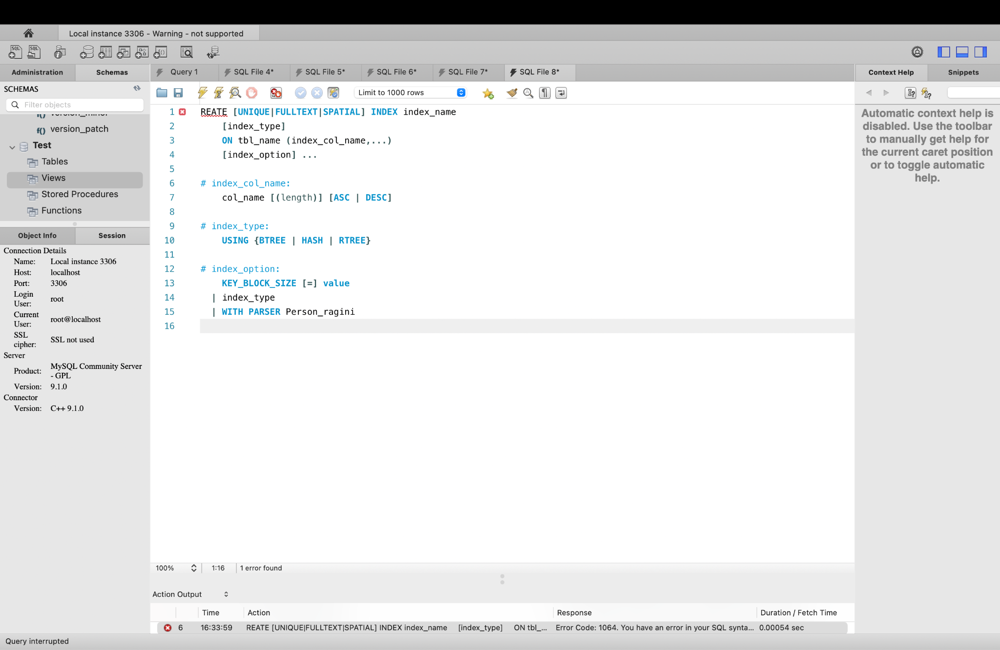 Local instance 3306 - Warning - not supported
Administration
Schemas
Query 1
SQL File 4*
SQL File 5*
SQL File 6*
SQL File 7*
SQL File 8*
Context Help
Snippets
SCHEMAS
Filter objects
Limit to 1000 rows
version_minor
f() version_patch
Test
Tables
Views
Stored Procedures
Functions
Object Info
Session
Connection Details
Name: Local instance 3306
Host: localhost
Port: 3306
Login User: root
Current User: root@localhost
SSL cipher: SSL not used
Server
Product: MySQL Community Server - GPL
Version: 9.1.0
Connector
Version: C++ 9.1.0
1 REATE [UNIQUE|FULLTEXT|SPATIAL] INDEX index_name
2 [index_type]
3 ON tbl_name (index_col_name,...)
4 [index_option] ...
5
6 # index_col_name:
7 col_name [(length)] [ASC | DESC]
8
9 # index_type:
10 USING {BTREE | HASH | RTREE}
11
12 # index_option:
13 KEY_BLOCK_SIZE [=] value
14 | index_type
15 | WITH PARSER Person_ragini
16
Automatic context help is
disabled. Use the toolbar
to manually get help for
the current caret position
or to toggle automatic
help.
100% 1:16 1 error found
Action Output
Time Action Response Duration / Fetch Time
6 16:33:59 REATE [UNIQUE|FULLTEXT|SPATIAL] INDEX index_name [index_type] ON tbl_... Error Code: 1064. You have an error in your SQL synta... 0.00054 sec
Query interrupted